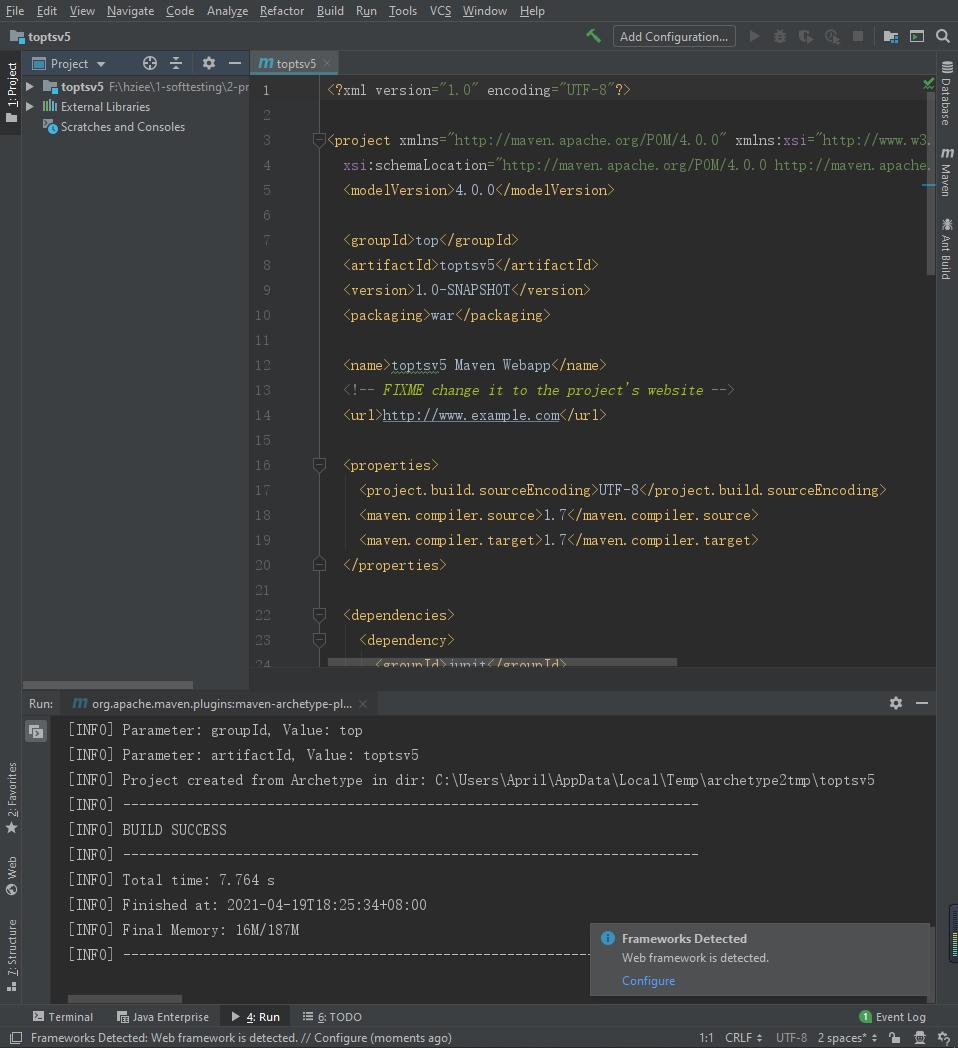 File Edit View Navigate Code Analyze Refactor Build Run Tools VCS Window Help
toptsv5 Add Configuration...
1: Project
Project
toptsv5 F:\hziee\1-softtesting\2-pr
External Libraries
Scratches and Consoles
m toptsv5
1 <?xml version="1.0" encoding="UTF-8"?>
2
3 <project xmlns="http://maven.apache.org/POM/4.0.0" xmlns:xsi="http://www.w3.
4 xsi:schemaLocation="http://maven.apache.org/POM/4.0.0 http://maven.apache.
5 <modelVersion>4.0.0</modelVersion>
6
7 <groupId>top</groupId>
8 <artifactId>toptsv5</artifactId>
9 <version>1.0-SNAPSHOT</version>
10 <packaging>war</packaging>
11
12 <name>toptsv5 Maven Webapp</name>
13 <!-- FIXME change it to the project's website -->
14 <url>http://www.example.com</url>
15
16 <properties>
17 <project.build.sourceEncoding>UTF-8</project.build.sourceEncoding>
18 <maven.compiler.source>1.7</maven.compiler.source>
19 <maven.compiler.target>1.7</maven.compiler.target>
20 </properties>
21
22 <dependencies>
23 <dependency>
24 <groupId>junit</groupId>
Database
m Maven
Ant Build
Run: m org.apache.maven.plugins:maven-archetype-pl...
[INFO] Parameter: groupId, Value: top
[INFO] Parameter: artifactId, Value: toptsv5
[INFO] Project created from Archetype in dir: C:\Users\April\AppData\Local\Temp\archetype2tmp\toptsv5
[INFO] ------------------------------------------------------------------------
[INFO] BUILD SUCCESS
[INFO] ------------------------------------------------------------------------
[INFO] Total time: 7.764 s
[INFO] Finished at: 2021-04-19T18:25:34+08:00
[INFO] Final Memory: 16M/187M
[INFO] ------------------------------------------------------------------------
2: Favorites
Web
7: Structure
Frameworks Detected
Web framework is detected.
Configure
Terminal Java Enterprise 4: Run 6: TODO 1 Event Log
Frameworks Detected: Web framework is detected. // Configure (moments ago) 1:1 CRLF UTF-8 2 spaces*